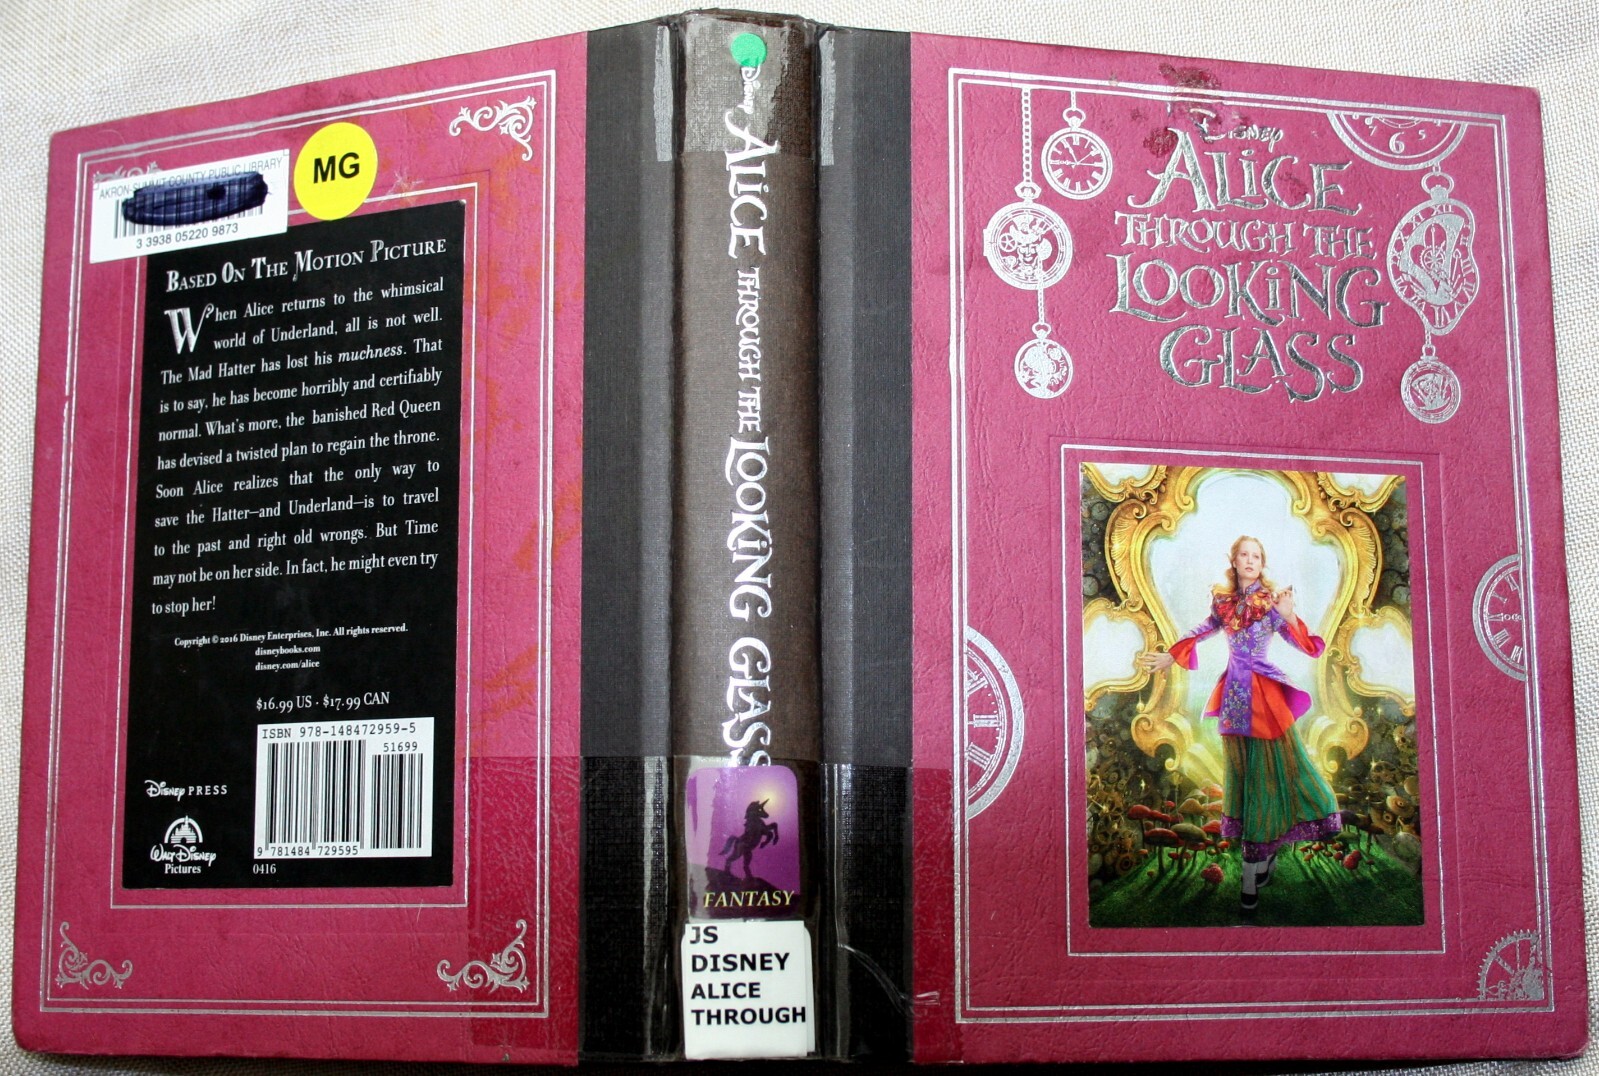 AKRON-SUMMIT COUNTY PUBLIC LIBRARY
3 3938 05220 9873
MG
BASED ON THE MOTION PICTURE
When Alice returns to the whimsical
world of Underland, all is not well.
The Mad Hatter has lost his muchness. That
is to say, he has become horribly and certifiably
normal. What's more, the banished Red Queen
has devised a twisted plan to regain the throne.
Soon Alice realizes that the only way to
save the Hatter—and Underland—is to travel
to the past and right old wrongs. But Time
may not be on her side. In fact, he might even try
to stop her!
Copyright © 2016 Disney Enterprises, Inc. All rights reserved.
disneybooks.com
disney.com/alice
$16.99 US · $17.99 CAN
ISBN 978-148472959-5
51699
9 781484 729595
Disney PRESS
WALT DISNEY
Pictures
0416
Disney ALICE THROUGH THE LOOKING GLASS
FANTASY
JS
DISNEY
ALICE
THROUGH
DISNEY
ALICE
THROUGH THE
LOOKING
GLASS
7 6 5